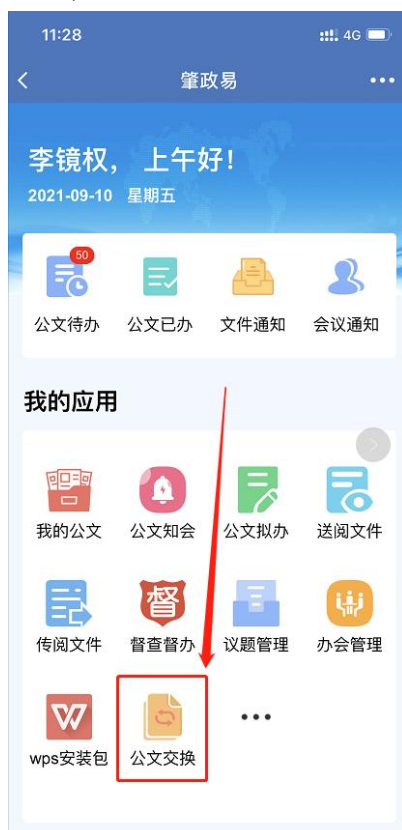 11:28
4G
肇政易
李镜权，上午好！
2021-09-10 星期五
50
公文待办 公文已办 文件通知 会议通知
我的应用
我的公文 公文知会 公文拟办 送阅文件
督
传阅文件 督查督办 议题管理 办会管理
W
wps安装包 公文交换